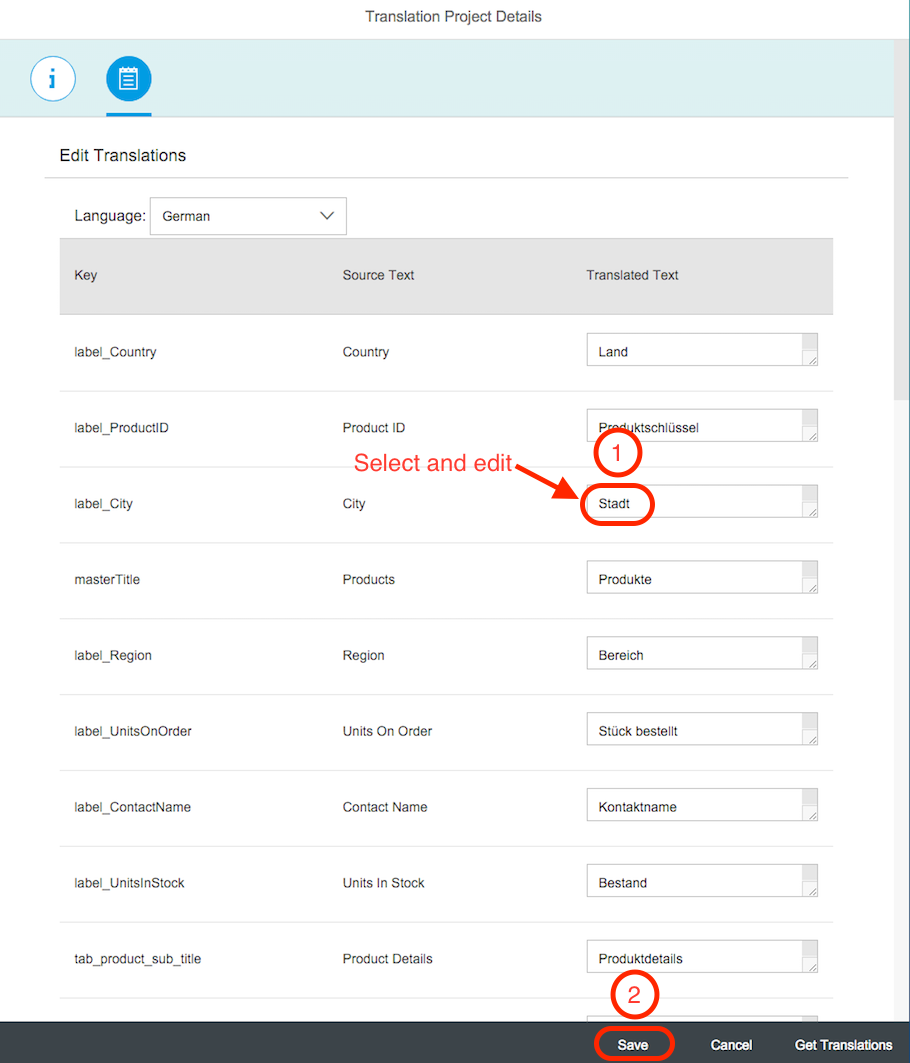 Translation Project Details
i
Edit Translations
Language: German
Key Source Text Translated Text
label_Country Country Land
label_ProductID Product ID Produktschlüssel
Select and edit 1
label_City City Stadt
masterTitle Products Produkte
label_Region Region Bereich
label_UnitsOnOrder Units On Order Stück bestellt
label_ContactName Contact Name Kontaktname
label_UnitsInStock Units In Stock Bestand
tab_product_sub_title Product Details Produktdetails
2
Save Cancel Get Translations